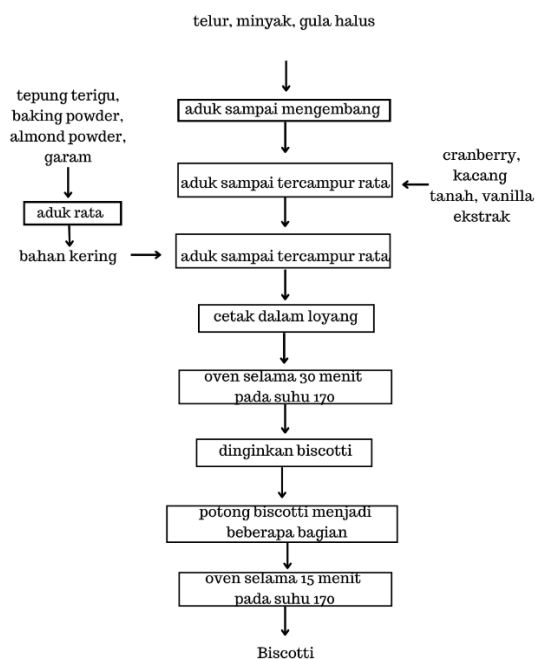 telur, minyak, gula halus
aduk sampai mengembang
tepung terigu,
baking powder,
almond powder,
garam
aduk rata
bahan kering
cranberry,
kacang
tanah, vanilla
ekstrak
aduk sampai tercampur rata
aduk sampai tercampur rata
cetak dalam loyang
oven selama 30 menit
pada suhu 170
dinginkan biscotti
potong biscotti menjadi
beberapa bagian
oven selama 15 menit
pada suhu 170
Biscotti